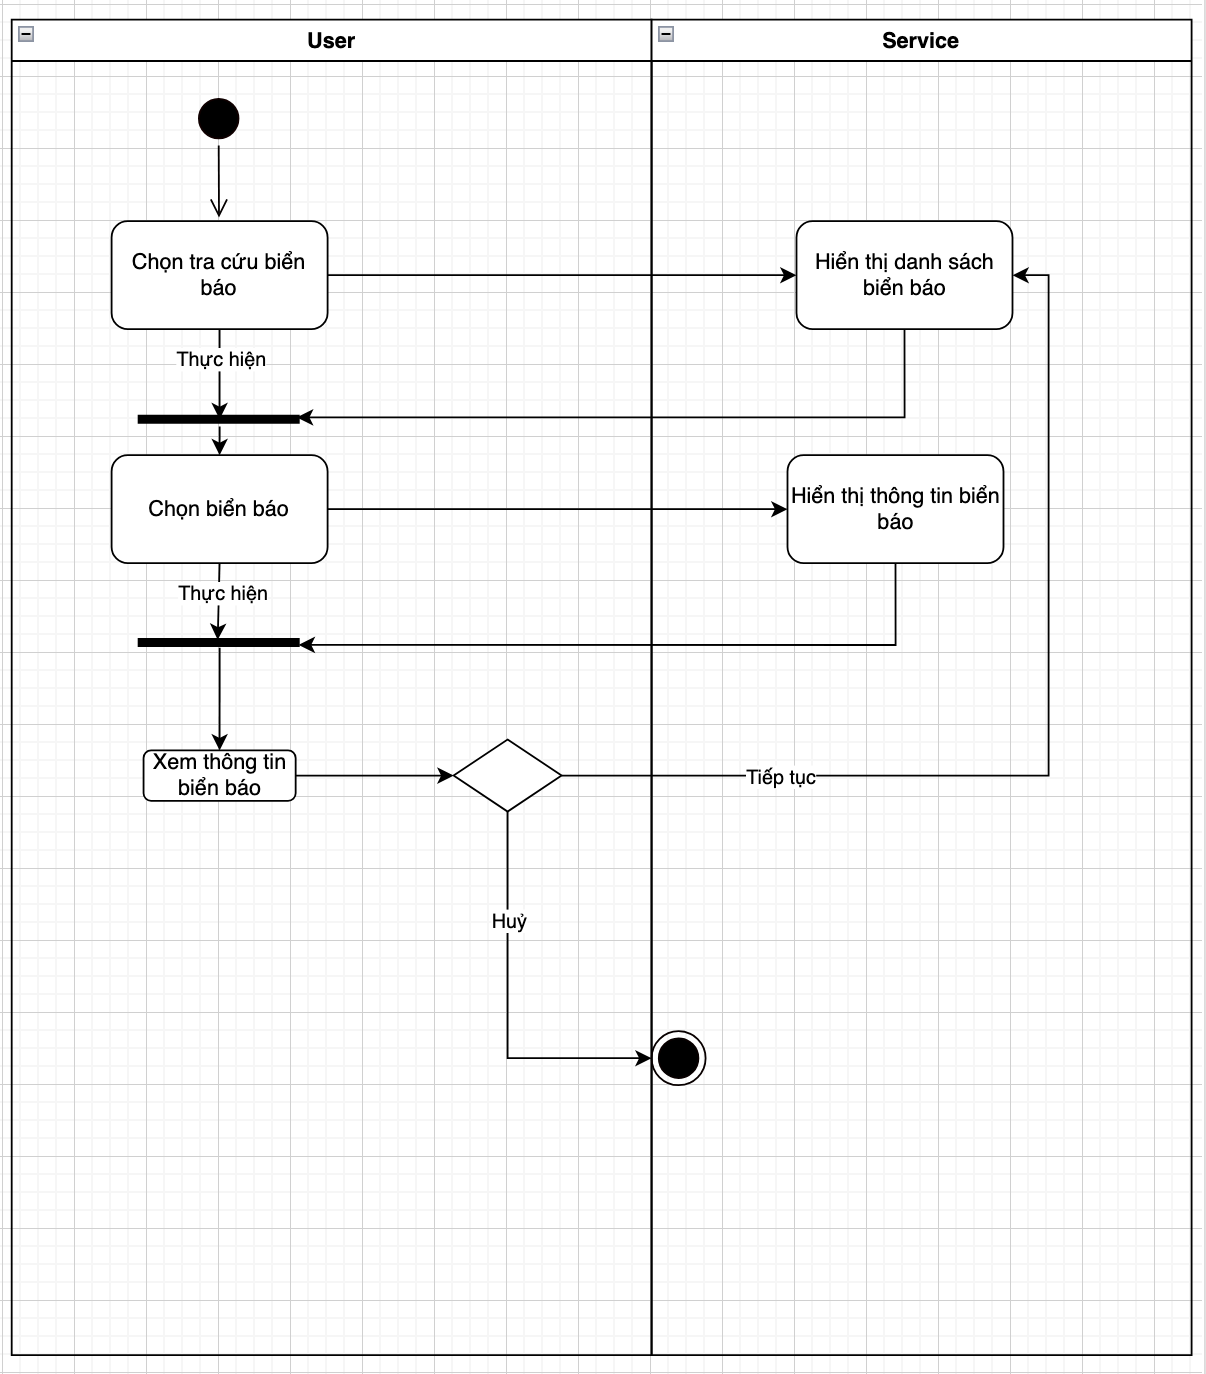 User
Service
Chọn tra cứu biển
báo
Hiển thị danh sách
biển báo
Thực hiện
Chọn biển báo
Hiển thị thông tin biển
báo
Thực hiện
Xem thông tin
biển báo
Tiếp tục
Huỷ